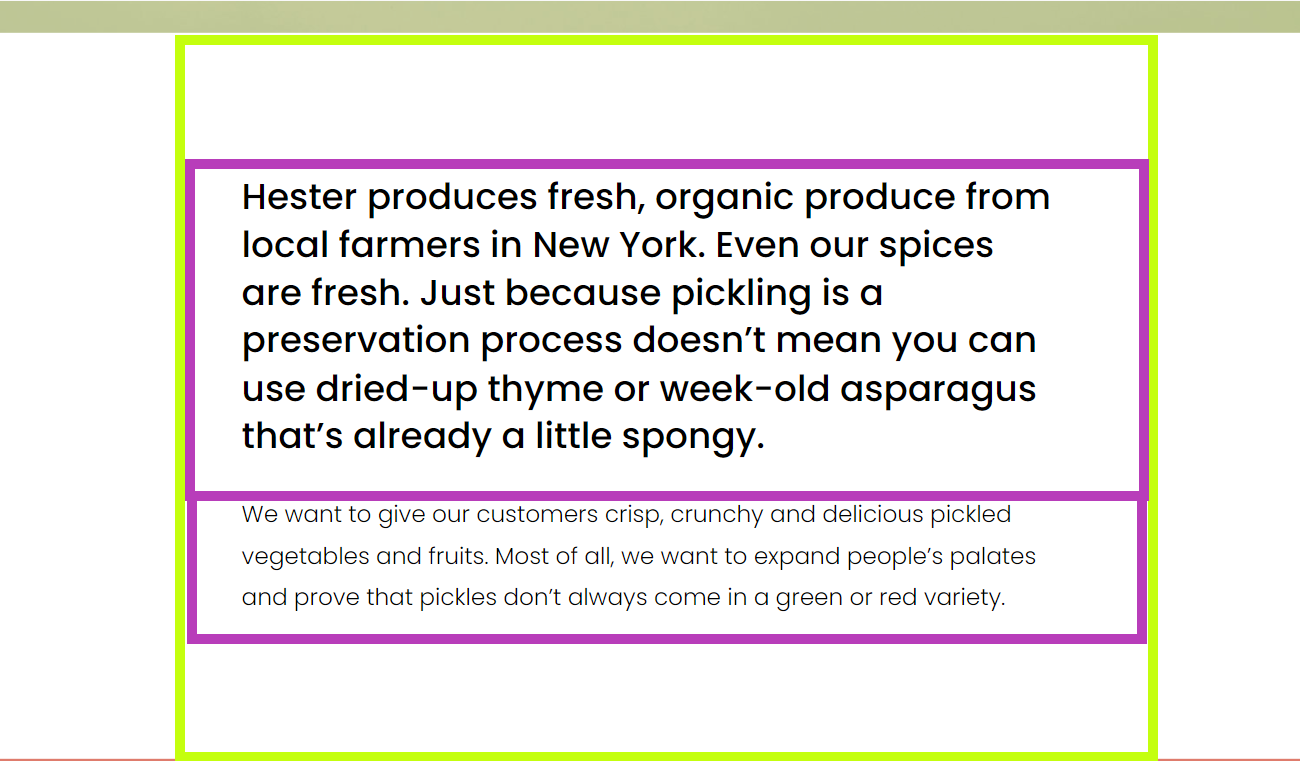 Hester produces fresh, organic produce from
local farmers in New York. Even our spices
are fresh. Just because pickling is a
preservation process doesn’t mean you can
use dried-up thyme or week-old asparagus
that’s already a little spongy.
We want to give our customers crisp, crunchy and delicious pickled
vegetables and fruits. Most of all, we want to expand people’s palates
and prove that pickles don’t always come in a green or red variety.